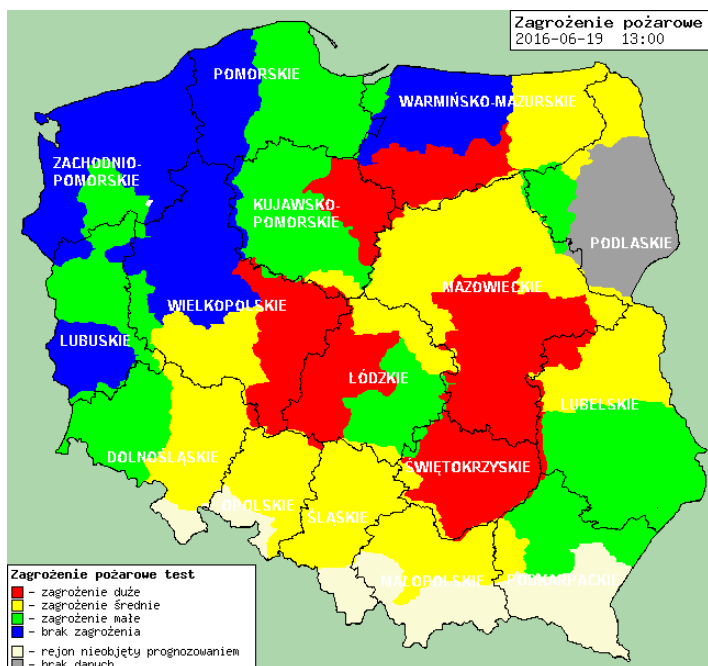 Zagrożenie pożarowe
2016-06-19 13:00
POMORSKIE
WARMIŃSKO-MAZURSKIE
ZACHODNIO-
POMORSKIE
KUJAWSKO-
POMORSKIE
PODLASKIE
MAZOWIECKIE
WIELKOPOLSKIE
LUBUSKIE
ŁÓDZKIE
LUBELSKIE
DOLNOŚLĄSKIE
ŚWIĘTOKRZYSKIE
OPOLSKIE
ŚLĄSKIE
MAŁOPOLSKIE
PODKARPACKIE
Zagrożenie pożarowe test
- zagrożenie duże
- zagrożenie średnie
- zagrożenie małe
- brak zagrożenia
- rejon nieobjęty prognozowaniem
- brak danych